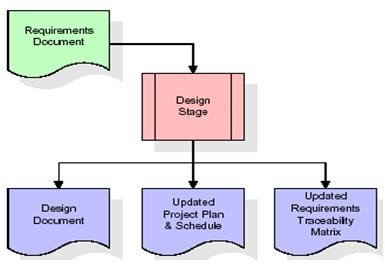 Requirements
Document
Design
Stage
Design
Document
Updated
Project Plan
& Schedule
Updated
Requirements
Traceability
Matrix